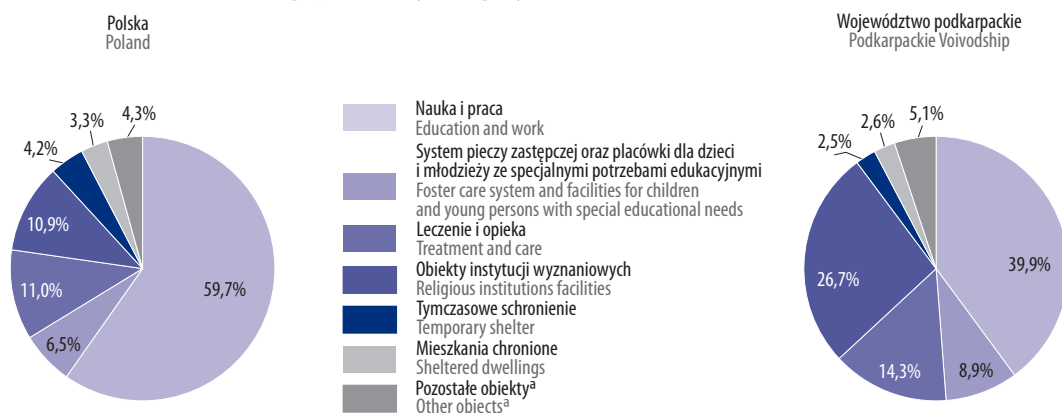 Polska
Poland
4,3%
3,3%
4,2%
10,9%
11,0%
6,5%
59,7%
Nauka i praca
Education and work
System pieczy zastępczej oraz placówki dla dzieci
i młodzieży ze specjalnymi potrzebami edukacyjnymi
Foster care system and facilities for children
and young persons with special educational needs
Leczenie i opieka
Treatment and care
Obiekty instytucji wyznaniowych
Religious institutions facilities
Tymczasowe schronienie
Temporary shelter
Mieszkania chronione
Sheltered dwellings
Pozostałe obiektyª
Other objectsª
Województwo podkarpackie
Podkarpackie Voivodship
5,1%
2,6%
2,5%
26,7%
14,3%
8,9%
39,9%